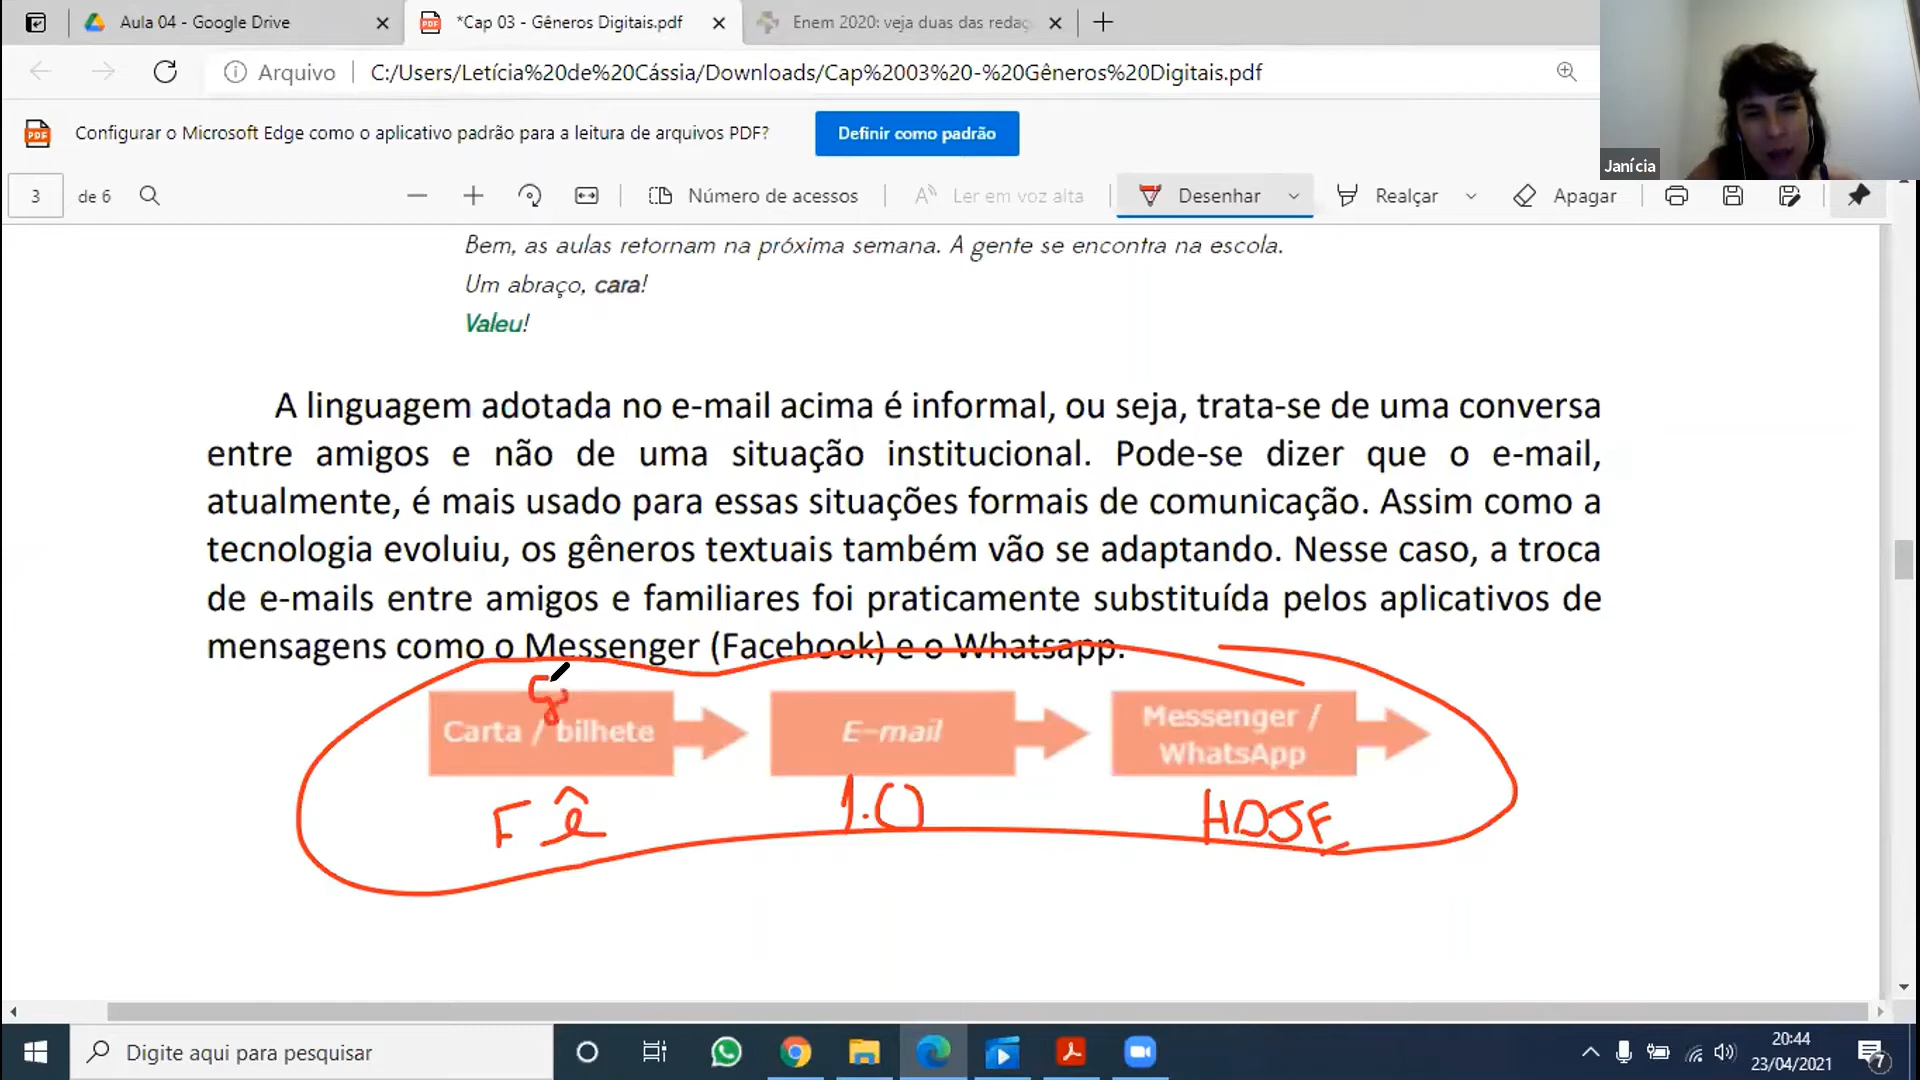 Aula 04 - Google Drive
*Cap 03 - Gêneros Digitais.pdf
Enem 2020: veja duas das redaç
Arquivo
C:/Users/Letícia%20de%20Cássia/Downloads/Cap%2003%20-%20Gêneros%20Digitais.pdf
Janícia
PDF
Configurar o Microsoft Edge como o aplicativo padrão para a leitura de arquivos PDF?
Definir como padrão
3 de 6
Número de acessos
Ler em voz alta
Desenhar
Realçar
Apagar
Bem, as aulas retornam na próxima semana. A gente se encontra na escola.
Um abraço, cara!
Valeu!
A linguagem adotada no e-mail acima é informal, ou seja, trata-se de uma conversa
entre amigos e não de uma situação institucional. Pode-se dizer que o e-mail,
atualmente, é mais usado para essas situações formais de comunicação. Assim como a
tecnologia evoluiu, os gêneros textuais também vão se adaptando. Nesse caso, a troca
de e-mails entre amigos e familiares foi praticamente substituída pelos aplicativos de
mensagens como o Messenger (Facebook) e o Whatsapp.
Carta / bilhete
E-mail
Messenger /
WhatsApp
F ê
1.0
HDJF
Digite aqui para pesquisar
20:44
23/04/2021
7